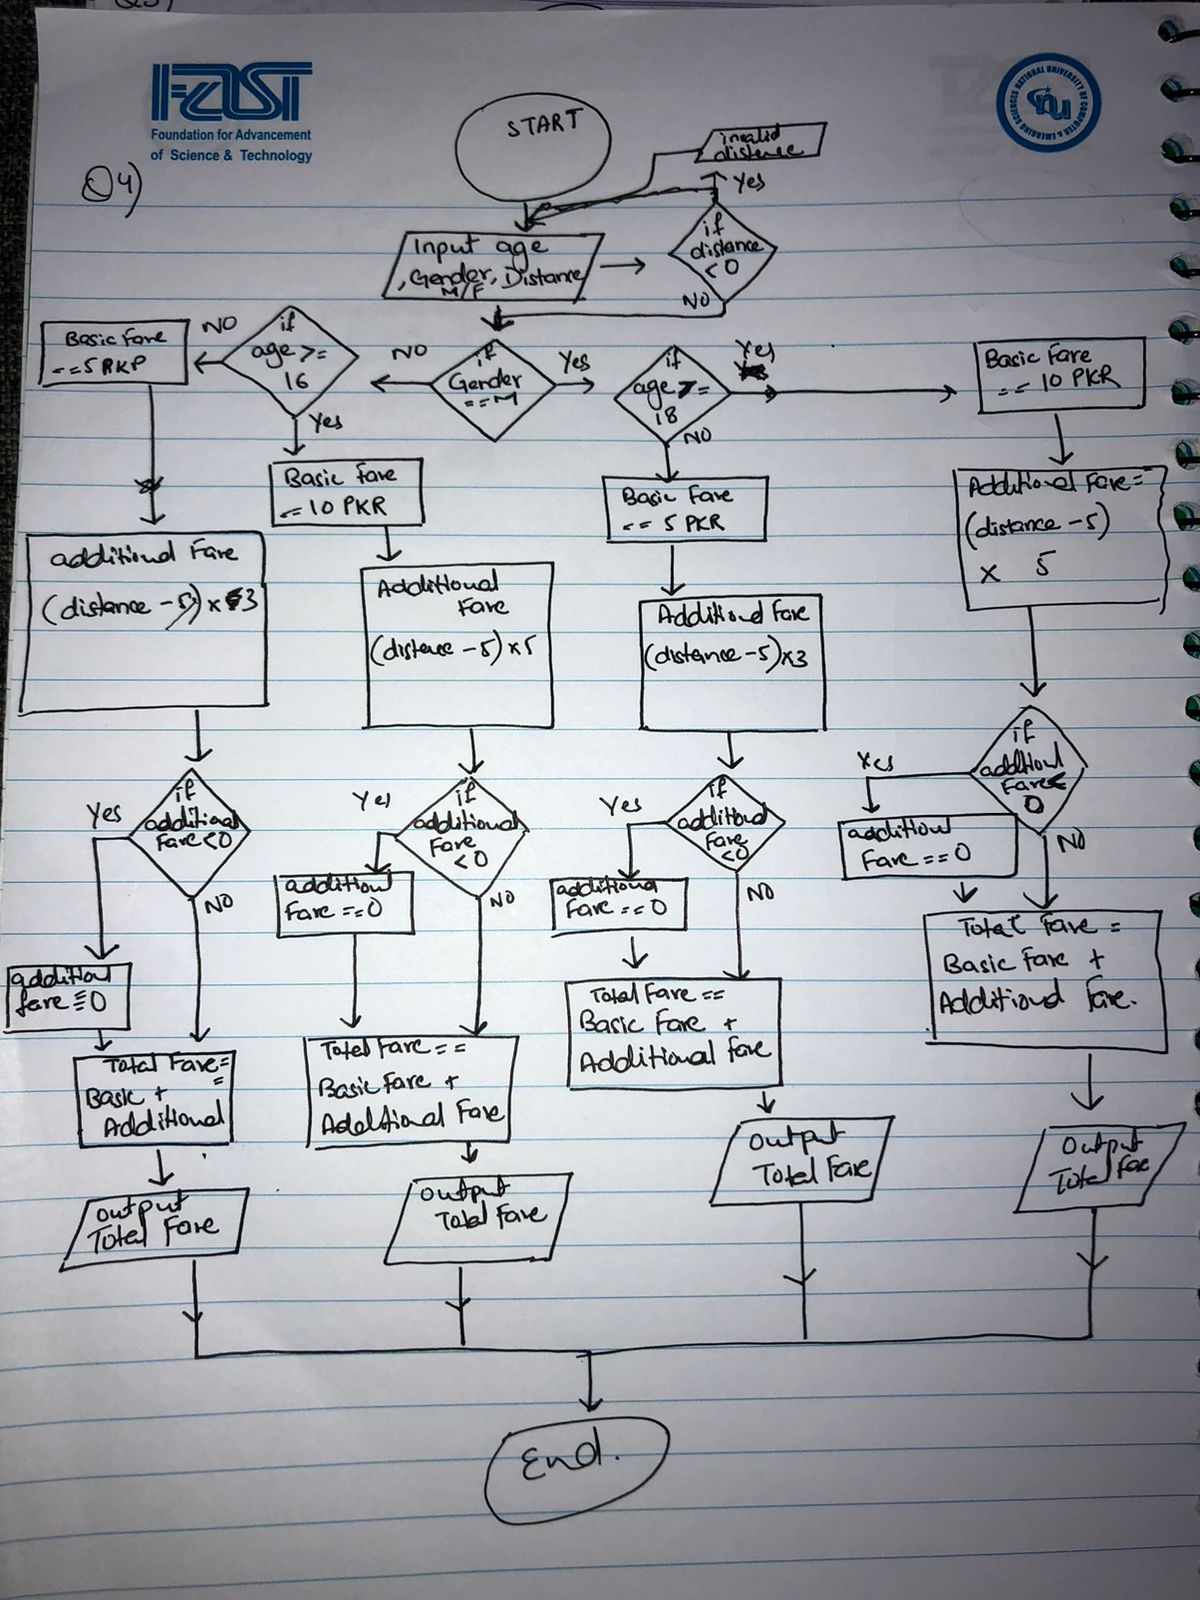 FAST
Foundation for Advancement
of Science & Technology
NATIONAL UNIVERSITY OF COMPUTER & EMERGING SCIENCES
Q4)
START
invalid
distance
Yes
if
distance
<0
NO
Input age
, Gender, Distance
M/F
if
Gender
==M
NO
Yes
if
age >=
16
NO
Yes
Basic Fare
==5 PKP
if
age >=
18
Yes
NO
Basic Fare
== 10 PKR
Basic Fare
= 10 PKR
Basic Fare
== 5 PKR
Additional Fare=
(distance -5)
x 5
additional Fare
(distance -5) x 3
Additional
Fare
(distance -5) x5
Additional Fare
(distance -5) x3
if
additional
Fare <0
Yes
NO
if
additional
Fare
<0
Yes
NO
if
additional
Fare
<0
Yes
NO
if
additional
Fare<
0
Yes
NO
additional
fare == 0
additional
Fare == 0
additional
Fare == 0
additional
Fare == 0
Total Fare=
=
Basic +
Additional
Total Fare ==
Basic Fare +
Additional Fare
Total Fare ==
Basic Fare +
Additional Fare
Total Fare =
Basic Fare +
Additional Fare.
Output
Total Fare
Output
Total Fare
Output
Total Fare
Output
Total Fare
End.